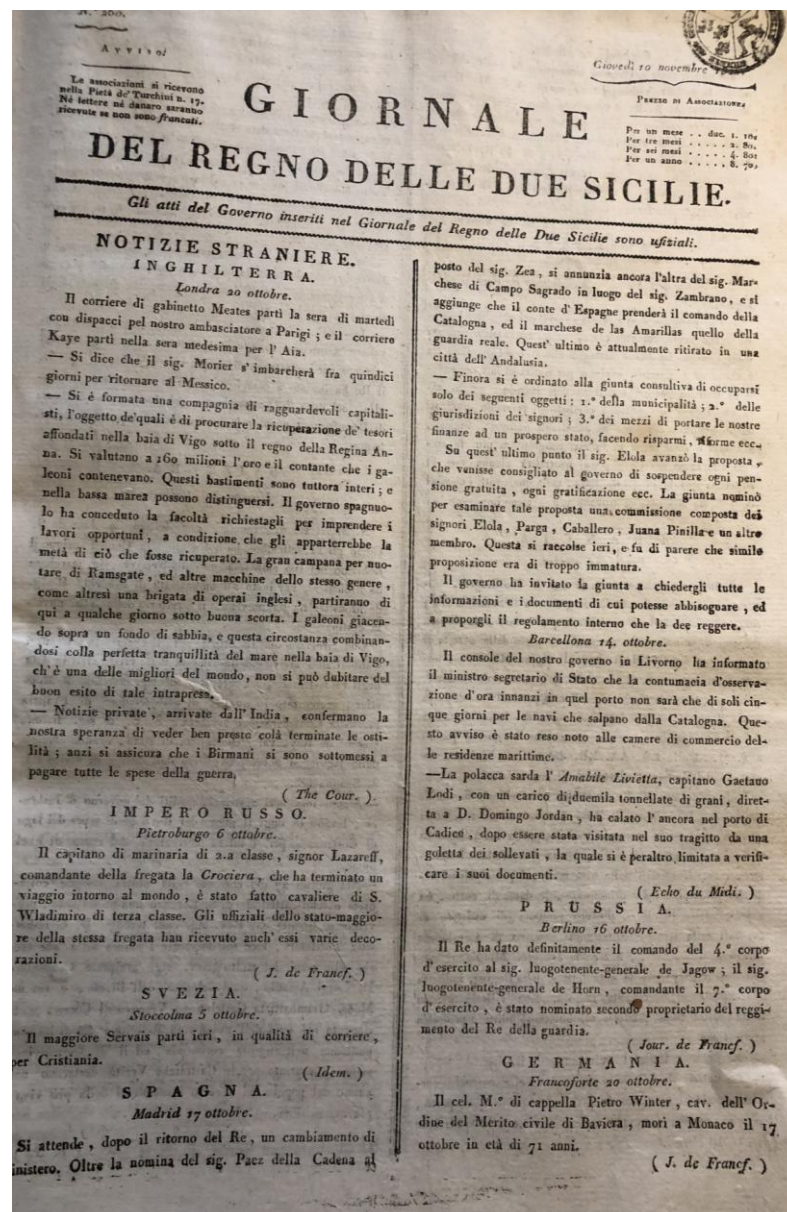 N. 260.
Avviso.
Le associazioni si ricevono
nella Pietà de' Turchini n. 17.
Né lettere né danaro saranno
ricevute se non sono francati.
Giovedì 10 novembre
Prezzo di Associazione.
Per un mese . . duc. 1.
Per tre mesi . . . . . 2. 80.
Per sei mesi . . . . . 4. 80
Per un anno . . . . . 8. 70.
GIORNALE
DEL REGNO DELLE DUE SICILIE.
Gli atti del Governo inseriti nel Giornale del Regno delle Due Sicilie sono ufiziali.
NOTIZIE STRANIERE.
INGHILTERRA.
Londra 20 ottobre.
Il corriere di gabinetto Meates partì la sera di martedì
con dispacci pel nostro ambasciatore a Parigi ; e il corriere
Kaye partì nella sera medesima per l' Aia.
— Si dice che il sig. Morier s' imbarcherà fra quindici
giorni per ritornare al Messico.
— Si è formata una compagnia di ragguardevoli capitali-
sti, l'oggetto de'quali è di procurare la ricuperazione de' tesori
affondati nella baia di Vigo sotto il regno della Regina An-
na. Si valutano a 160 milioni l'oro e il contante che i ga-
leoni contenevano. Questi bastimenti sono tuttora interi ; e
nella bassa marea possono distinguersi. Il governo spagnuo-
lo ha conceduto la facoltà richiestagli per imprendere i
lavori opportuni , a condizione che gli apparterrebbe la
metà di ciò che fosse ricuperato. La gran campana per nuo-
tare di Ramsgate , ed altre macchine dello stesso genere ,
come altresì una brigata di operai inglesi , partiranno di
qui a qualche giorno sotto buona scorta. I galeoni giacen-
do sopra un fondo di sabbia, e questa circostanza combinan-
dosi colla perfetta tranquillità del mare nella baia di Vigo,
ch'è una delle migliori del mondo, non si può dubitare del
buon esito di tale intrapresa.
— Notizie private , arrivate dall' India , confermano la
nostra speranza di veder ben presto colà terminate le osti-
lità ; anzi si assicura che i Birmani si sono sottomessi a
pagare tutte le spese della guerra.
( The Cour. ).
IMPERO RUSSO.
Pietroburgo 6 ottobre.
Il capitano di marinaria di 2.a classe , signor Lazareff,
comandante della fregata la Crociera , che ha terminato un
viaggio intorno al mondo , è stato fatto cavaliere di S.
Wladimiro di terza classe. Gli uffiziali dello stato-maggio-
re della stessa fregata han ricevuto anch' essi varie deco-
razioni.
( J. de Francf. )
SVEZIA.
Stoccolma 5 ottobre.
Il maggiore Servais partì ieri , in qualità di corriere ,
per Cristiania.
( Idem. )
SPAGNA.
Madrid 17 ottobre.
Si attende , dopo il ritorno del Re , un cambiamento di
ministero. Oltre la nomina del sig. Paez della Cadena al
posto del sig. Zea , si annunzia ancora l'altra del sig. Mar-
chese di Campo Sagrado in luogo del sig. Zambrano, e si
aggiunge che il conte d' Espagne prenderà il comando della
Catalogna , ed il marchese de las Amarillas quello della
guardia reale. Quest' ultimo è attualmente ritirato in una
città dell' Andalusia.
— Finora si è ordinato alla giunta consultiva di occuparsi
solo dei seguenti oggetti : 1.° della municipalità ; 2.° delle
giurisdizioni dei signori ; 3.° dei mezzi di portare le nostre
finanze ad un prospero stato, facendo risparmi, riforme ecc.
Su quest' ultimo punto il sig. Elola avanzò la proposta ,
che venisse consigliato al governo di sospendere ogni pen-
sione gratuita , ogni gratificazione ecc. La giunta nominò
per esaminare tale proposta una commissione composta dei
signori Elola , Parga , Caballero , Juana Pinilla e un altro
membro. Questa si raccolse ieri, e fu di parere che simile
proposizione era di troppo immatura.
Il governo ha invitato la giunta a chiedergli tutte le
informazioni e i documenti di cui potesse abbisognare , ed
a proporgli il regolamento interno che la dee reggere.
Barcellona 14. ottobre.
Il console del nostro governo in Livorno ha informato
il ministro segretario di Stato che la contumacia d'osserva-
zione d'ora innanzi in quel porto non sarà che di soli cin-
que giorni per le navi che salpano dalla Catalogna. Que-
sto avviso è stato reso noto alle camere di commercio del-
le residenze marittime.
—La polacca sarda l' Amabile Livietta, capitano Gaetano
Lodi , con un carico di duemila tonnellate di grani , diret-
ta a D. Domingo Jordan , ha calato l' ancora nel porto di
Cadice , dopo essere stata visitata nel suo tragitto da una
goletta dei sollevati , la quale si è peraltro limitata a verifi-
care i suoi documenti.
( Echo du Midi. )
PRUSSIA.
Berlino 16 ottobre.
Il Re ha dato definitamente il comando del 4.° corpo
d'esercito al sig. luogotenente-generale de Jagow ; il sig.
luogotenente-generale de Horn , comandante il 7.° corpo
d' esercito , è stato nominato secondo proprietario del reggi-
mento del Re della guardia.
( Jour. de Francf. )
GERMANIA.
Francoforte 20 ottobre.
Il cel. M.° di cappella Pietro Winter , cav. dell' Or-
dine del Merito civile di Baviera , morì a Monaco il 17
ottobre in età di 71 anni.
( J. de Francf. )